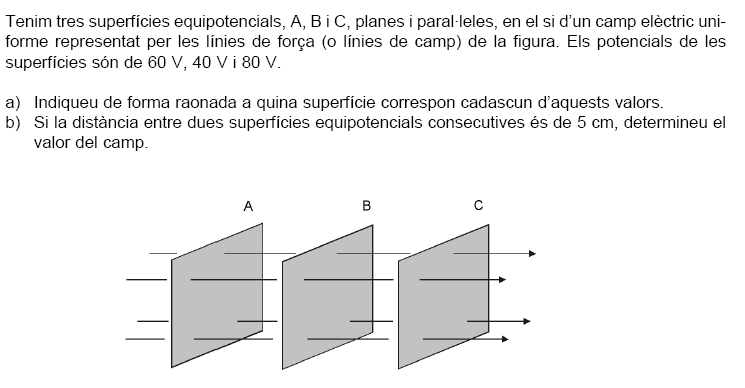 Tenim tres superfícies equipotencials, A, B i C, planes i paral·leles, en el si d'un camp elèctric uni-
forme representat per les línies de força (o línies de camp) de la figura. Els potencials de les
superfícies són de 60 V, 40 V i 80 V.
a) Indiqueu de forma raonada a quina superfície correspon cadascun d'aquests valors.
b) Si la distància entre dues superfícies equipotencials consecutives és de 5 cm, determineu el
valor del camp.
A B C